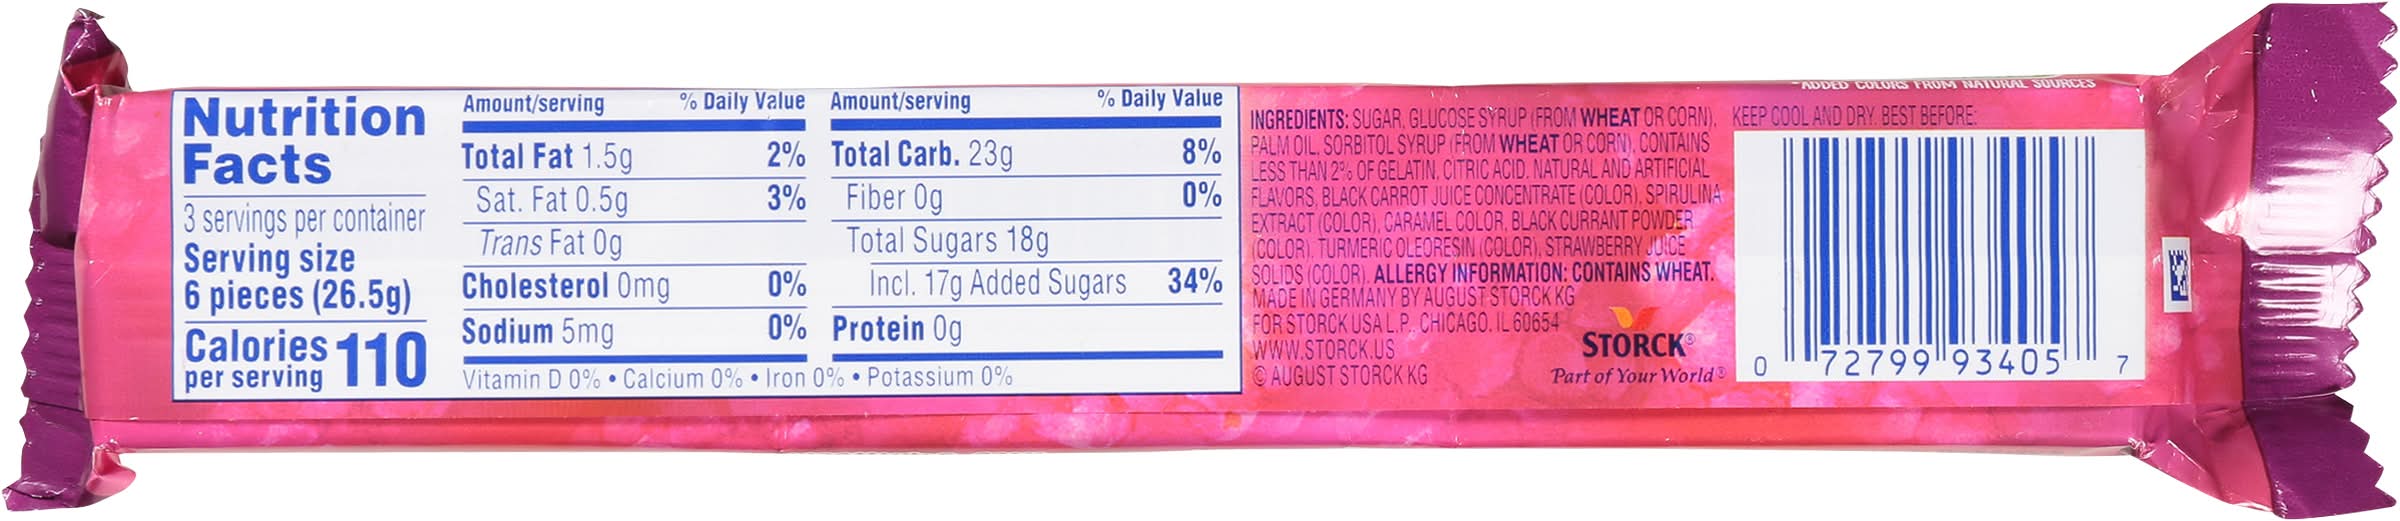 Nutrition
Facts
3 servings per container
Serving size
6 pieces (26.5g)
Calories
per serving
110
Amount/serving % Daily Value
Total Fat 1.5g 2%
Sat. Fat 0.5g 3%
Trans Fat 0g
Cholesterol 0mg 0%
Sodium 5mg 0%
Amount/serving % Daily Value
Total Carb. 23g 8%
Fiber 0g 0%
Total Sugars 18g
Incl. 17g Added Sugars 34%
Protein 0g
Vitamin D 0% • Calcium 0% • Iron 0% • Potassium 0%
INGREDIENTS: SUGAR, GLUCOSE SYRUP (FROM WHEAT OR CORN),
PALM OIL, SORBITOL SYRUP (FROM WHEAT OR CORN), CONTAINS
LESS THAN 2% OF GELATIN, CITRIC ACID, NATURAL AND ARTIFICIAL
FLAVORS, BLACK CARROT JUICE CONCENTRATE (COLOR), SPIRULINA
EXTRACT (COLOR), CARAMEL COLOR, BLACK CURRANT POWDER
(COLOR), TURMERIC OLEORESIN (COLOR), STRAWBERRY JUICE
SOLIDS (COLOR). ALLERGY INFORMATION: CONTAINS WHEAT.
MADE IN GERMANY BY AUGUST STORCK KG
FOR STORCK USA L.P., CHICAGO, IL 60654
WWW.STORCK.US
© AUGUST STORCK KG
STORCK®
Part of Your World®
*ADDED COLORS FROM NATURAL SOURCES
KEEP COOL AND DRY. BEST BEFORE:
0 72799 93405 7